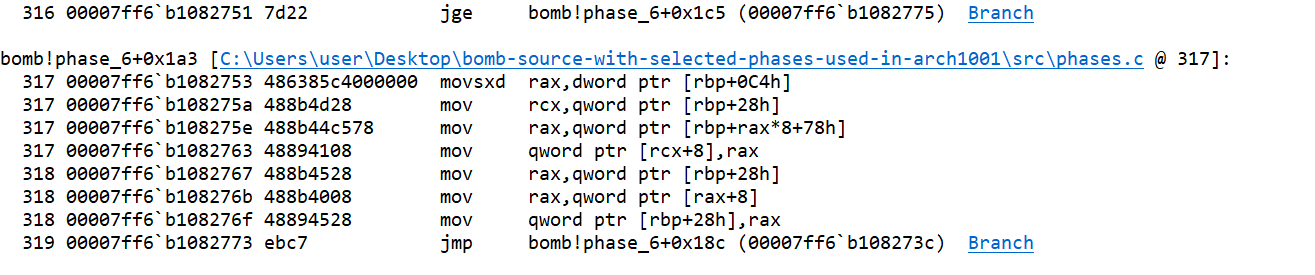 316 00007ff6`b1082751 7d22 jge bomb!phase_6+0x1c5 (00007ff6`b1082775) Branch
bomb!phase_6+0x1a3 [C:\Users\user\Desktop\bomb-source-with-selected-phases-used-in-arch1001\src\phases.c @ 317]:
317 00007ff6`b1082753 486385c4000000 movsxd rax,dword ptr [rbp+0C4h]
317 00007ff6`b108275a 488b4d28 mov rcx,qword ptr [rbp+28h]
317 00007ff6`b108275e 488b44c578 mov rax,qword ptr [rbp+rax*8+78h]
317 00007ff6`b1082763 48894108 mov qword ptr [rcx+8],rax
318 00007ff6`b1082767 488b4528 mov rax,qword ptr [rbp+28h]
318 00007ff6`b108276b 488b4008 mov rax,qword ptr [rax+8]
318 00007ff6`b108276f 48894528 mov qword ptr [rbp+28h],rax
319 00007ff6`b1082773 ebc7 jmp bomb!phase_6+0x18c (00007ff6`b108273c) Branch